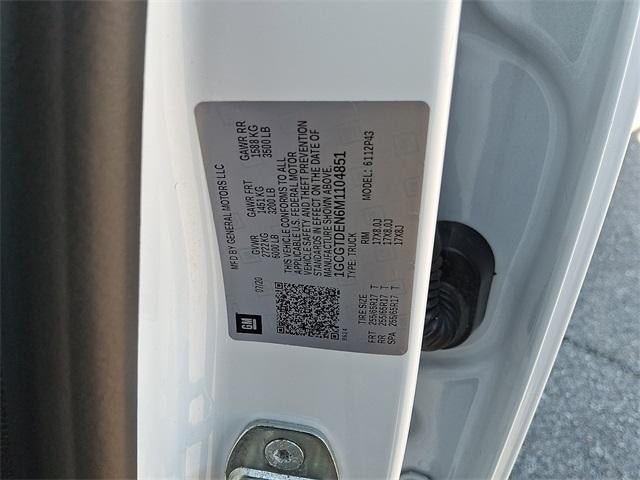 MFD BY GENERAL MOTORS LLC
07/20 GVWR GAWR FRT GAWR RR
2722 KG 1451 KG 1588 KG
6000 LB 3200 LB 3500 LB
THIS VEHICLE CONFORMS TO ALL
APPLICABLE U.S. FEDERAL MOTOR
VEHICLE SAFETY AND THEFT PREVENTION
STANDARDS IN EFFECT ON THE DATE OF
MANUFACTURE SHOWN ABOVE.
1GCGTDEN6M1104851
TYPE: TRUCK MODEL: 6112P43
GM
TIRE SIZE RIM
FRT 255/65R17 T 17X8.0J
RR 255/65R17 T 17X8.0J
SPA 265/65R17 T 17X8J